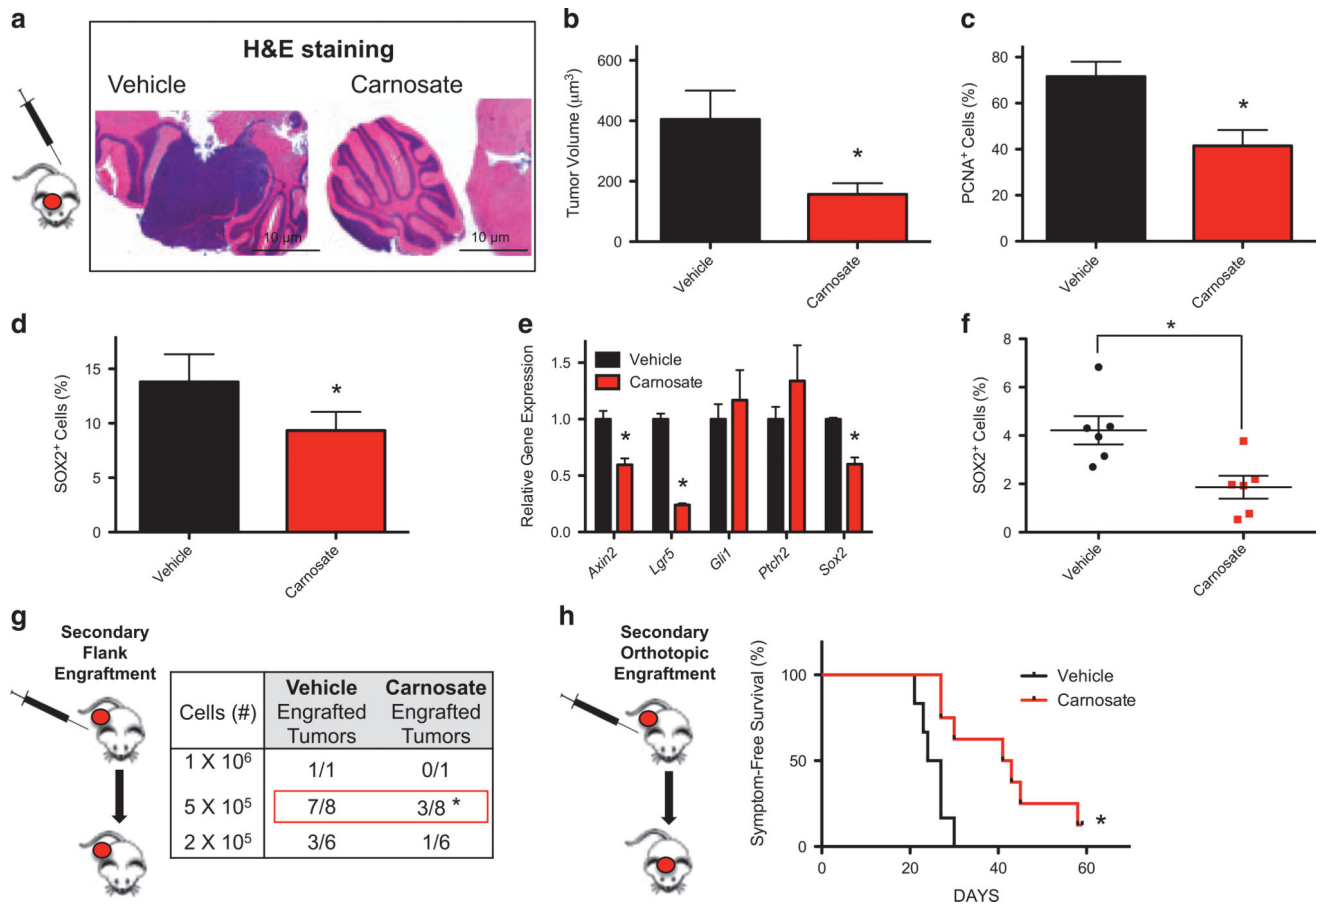 a
H&E staining
Vehicle
Carnosate
10 µm
10 µm
b
Tumor Volume (µm3)
600
400
200
0
*
Vehicle
Carnosate
c
PCNA+ Cells (%)
80
60
40
20
0
*
Vehicle
Carnosate
d
SOX2+ Cells (%)
15
10
5
0
*
Vehicle
Carnosate
e
Relative Gene Expression
1.5
1.0
0.5
0.0
Vehicle
Carnosate
*
*
*
Axin2
Lgr5
Gli1
Ptch2
Sox2
f
SOX2+ Cells (%)
8
6
4
2
0
*
Vehicle
Carnosate
g
Secondary
Flank
Engraftment
Cells (#)
Vehicle
Engrafted
Tumors
Carnosate
Engrafted
Tumors
1 X 10⁶ 1/1 0/1
5 X 10⁵ 7/8 3/8 *
2 X 10⁵ 3/6 1/6
h
Secondary
Orthotopic
Engraftment
Symptom-Free Survival (%)
100
50
0
0 20 40 60
DAYS
Vehicle
Carnosate
*